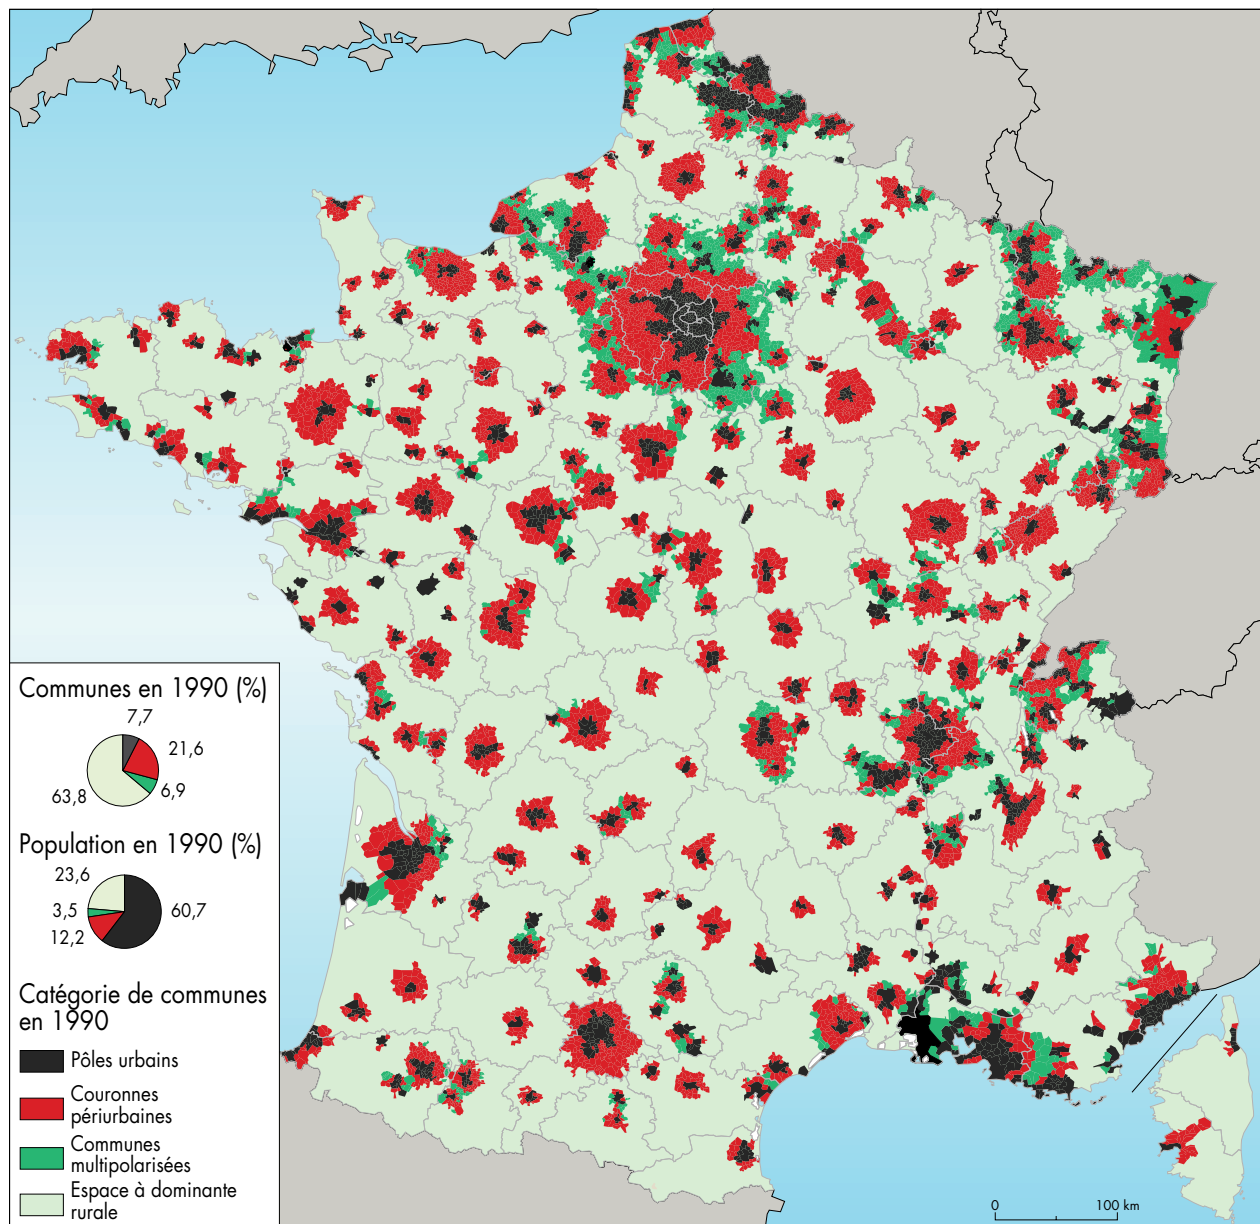 Communes en 1990 (%)
7,7
21,6
6,9
63,8
Population en 1990 (%)
23,6
3,5
12,2
60,7
Catégorie de communes
en 1990
Pôles urbains
Couronnes
périurbaines
Communes
multipolarisées
Espace à dominante
rurale
0 100 km